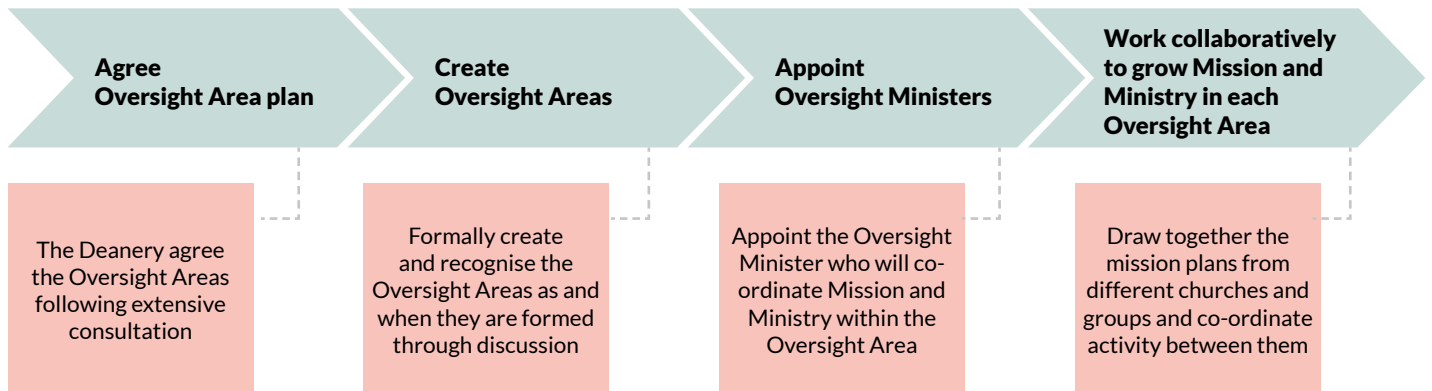 Agree
Oversight Area plan
Create
Oversight Areas
Appoint
Oversight Ministers
Work collaboratively
to grow Mission and
Ministry in each
Oversight Area
The Deanery agree
the Oversight Areas
following extensive
consultation
Formally create
and recognise the
Oversight Areas as and
when they are formed
through discussion
Appoint the Oversight
Minister who will co-
ordinate Mission and
Ministry within the
Oversight Area
Draw together the
mission plans from
different churches and
groups and co-ordinate
activity between them